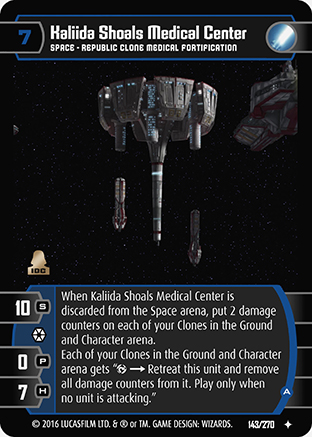 7 Kaliida Shoals Medical Center
SPACE - REPUBLIC CLONE MEDICAL FORTIFICATION
IDC
10 S
0 P
7 H
When Kaliida Shoals Medical Center is
discarded from the Space arena, put 2 damage
counters on each of your Clones in the Ground
and Character arena.
Each of your Clones in the Ground and Character
arena gets “ → Retreat this unit and remove
all damage counters from it. Play only when
no unit is attacking.”
A
© 2016 LUCASFILM LTD. & ® or TM. GAME DESIGN: WIZARDS. 143/270